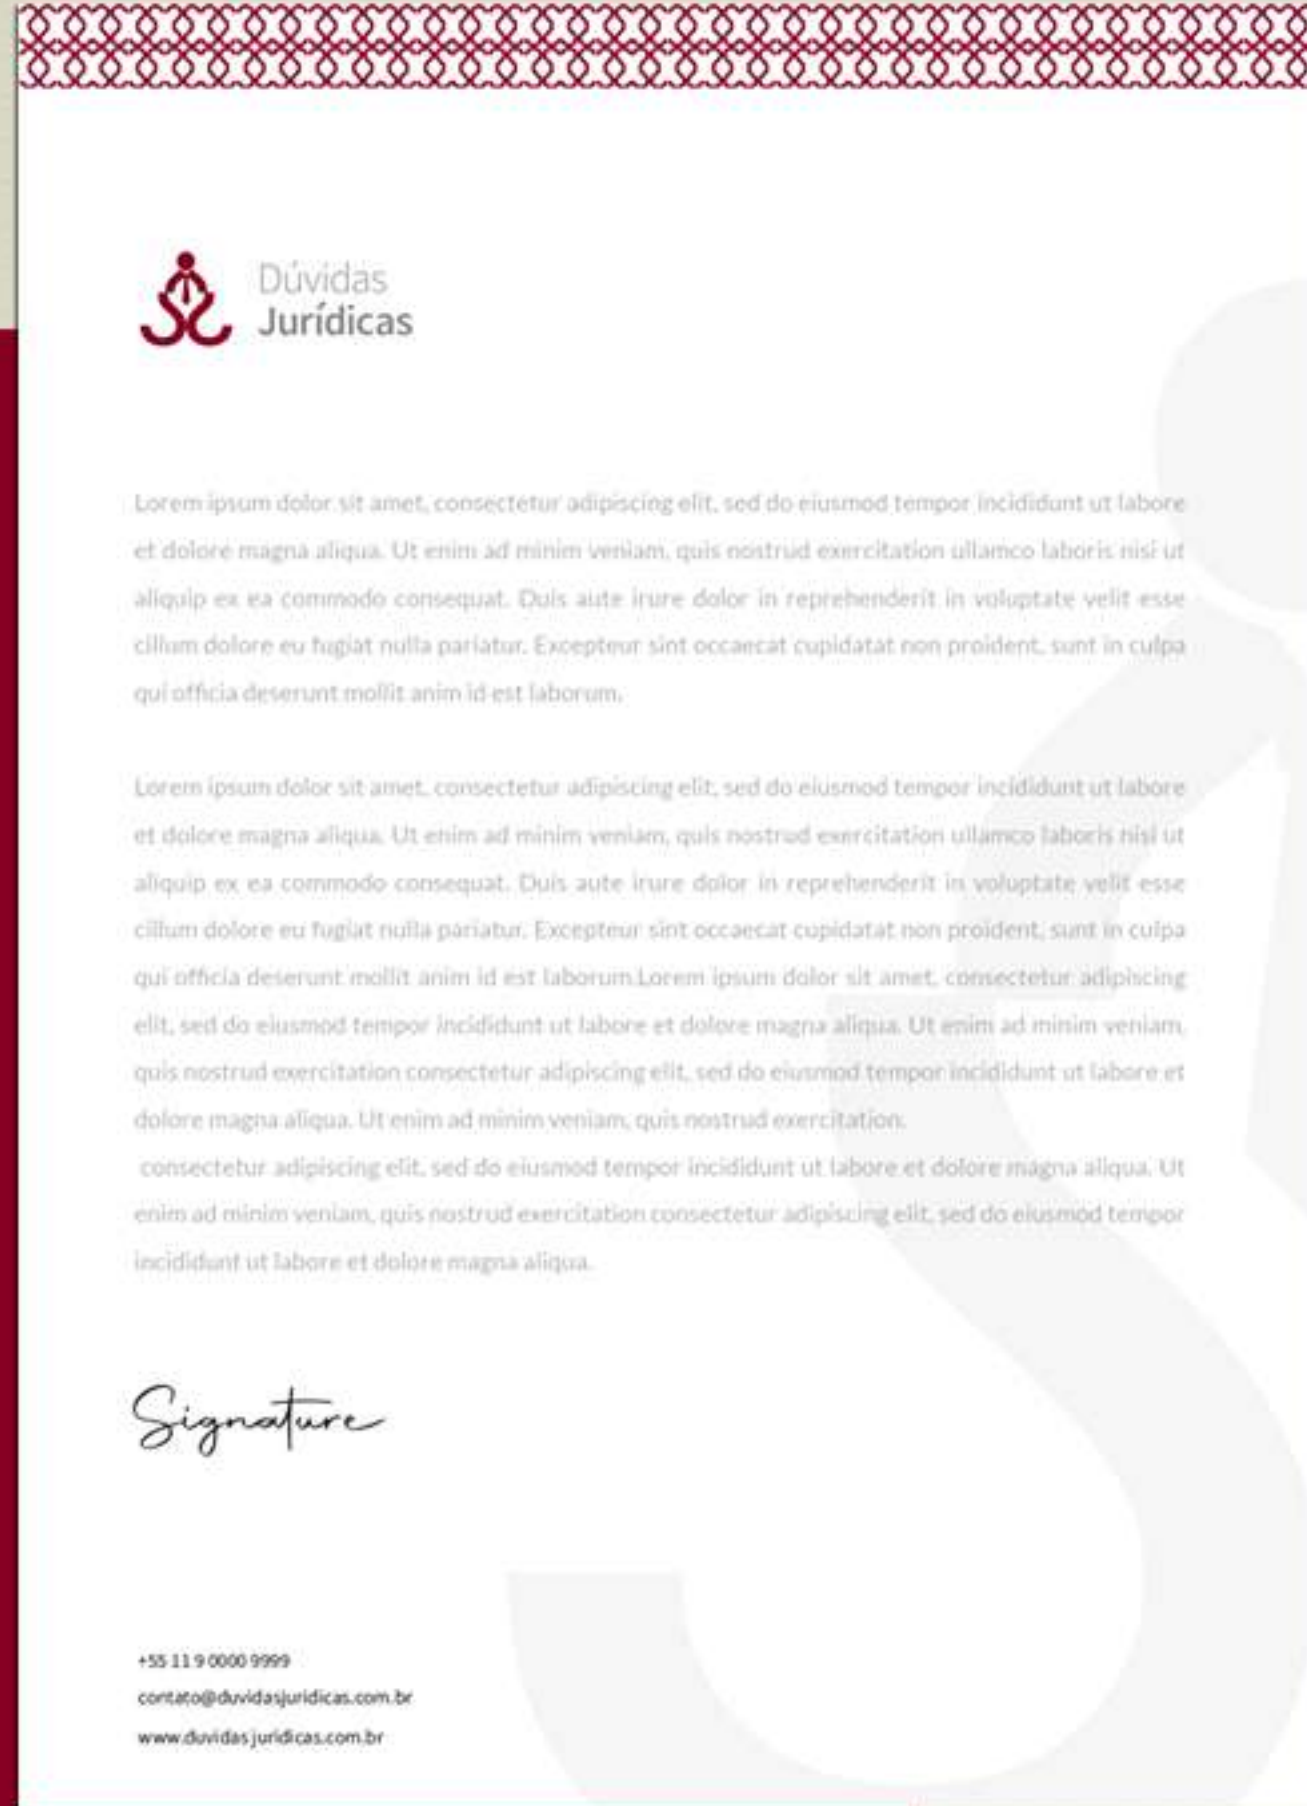 Dúvidas
Jurídicas
Lorem ipsum dolor sit amet, consectetur adipiscing elit, sed do eiusmod tempor incididunt ut labore
et dolore magna aliqua. Ut enim ad minim veniam, quis nostrud exercitation ullamco laboris nisi ut
aliquip ex ea commodo consequat. Duis aute irure dolor in reprehenderit in voluptate velit esse
cillum dolore eu fugiat nulla pariatur. Excepteur sint occaecat cupidatat non proident, sunt in culpa
qui officia deserunt mollit anim id est laborum.
Lorem ipsum dolor sit amet, consectetur adipiscing elit, sed do eiusmod tempor incididunt ut labore
et dolore magna aliqua. Ut enim ad minim veniam, quis nostrud exercitation ullamco laboris nisi ut
aliquip ex ea commodo consequat. Duis aute irure dolor in reprehenderit in voluptate velit esse
cillum dolore eu fugiat nulla pariatur. Excepteur sint occaecat cupidatat non proident, sunt in culpa
qui officia deserunt mollit anim id est laborum.Lorem ipsum dolor sit amet, consectetur adipiscing
elit, sed do eiusmod tempor incididunt ut labore et dolore magna aliqua. Ut enim ad minim veniam,
quis nostrud exercitation consectetur adipiscing elit, sed do eiusmod tempor incididunt ut labore et
dolore magna aliqua. Ut enim ad minim veniam, quis nostrud exercitation.
consectetur adipiscing elit, sed do eiusmod tempor incididunt ut labore et dolore magna aliqua. Ut
enim ad minim veniam, quis nostrud exercitation consectetur adipiscing elit, sed do eiusmod tempor
incididunt ut labore et dolore magna aliqua.
Signature
+55 11 9 0000 9999
contato@duvidasjuridicas.com.br
www.duvidasjuridicas.com.br